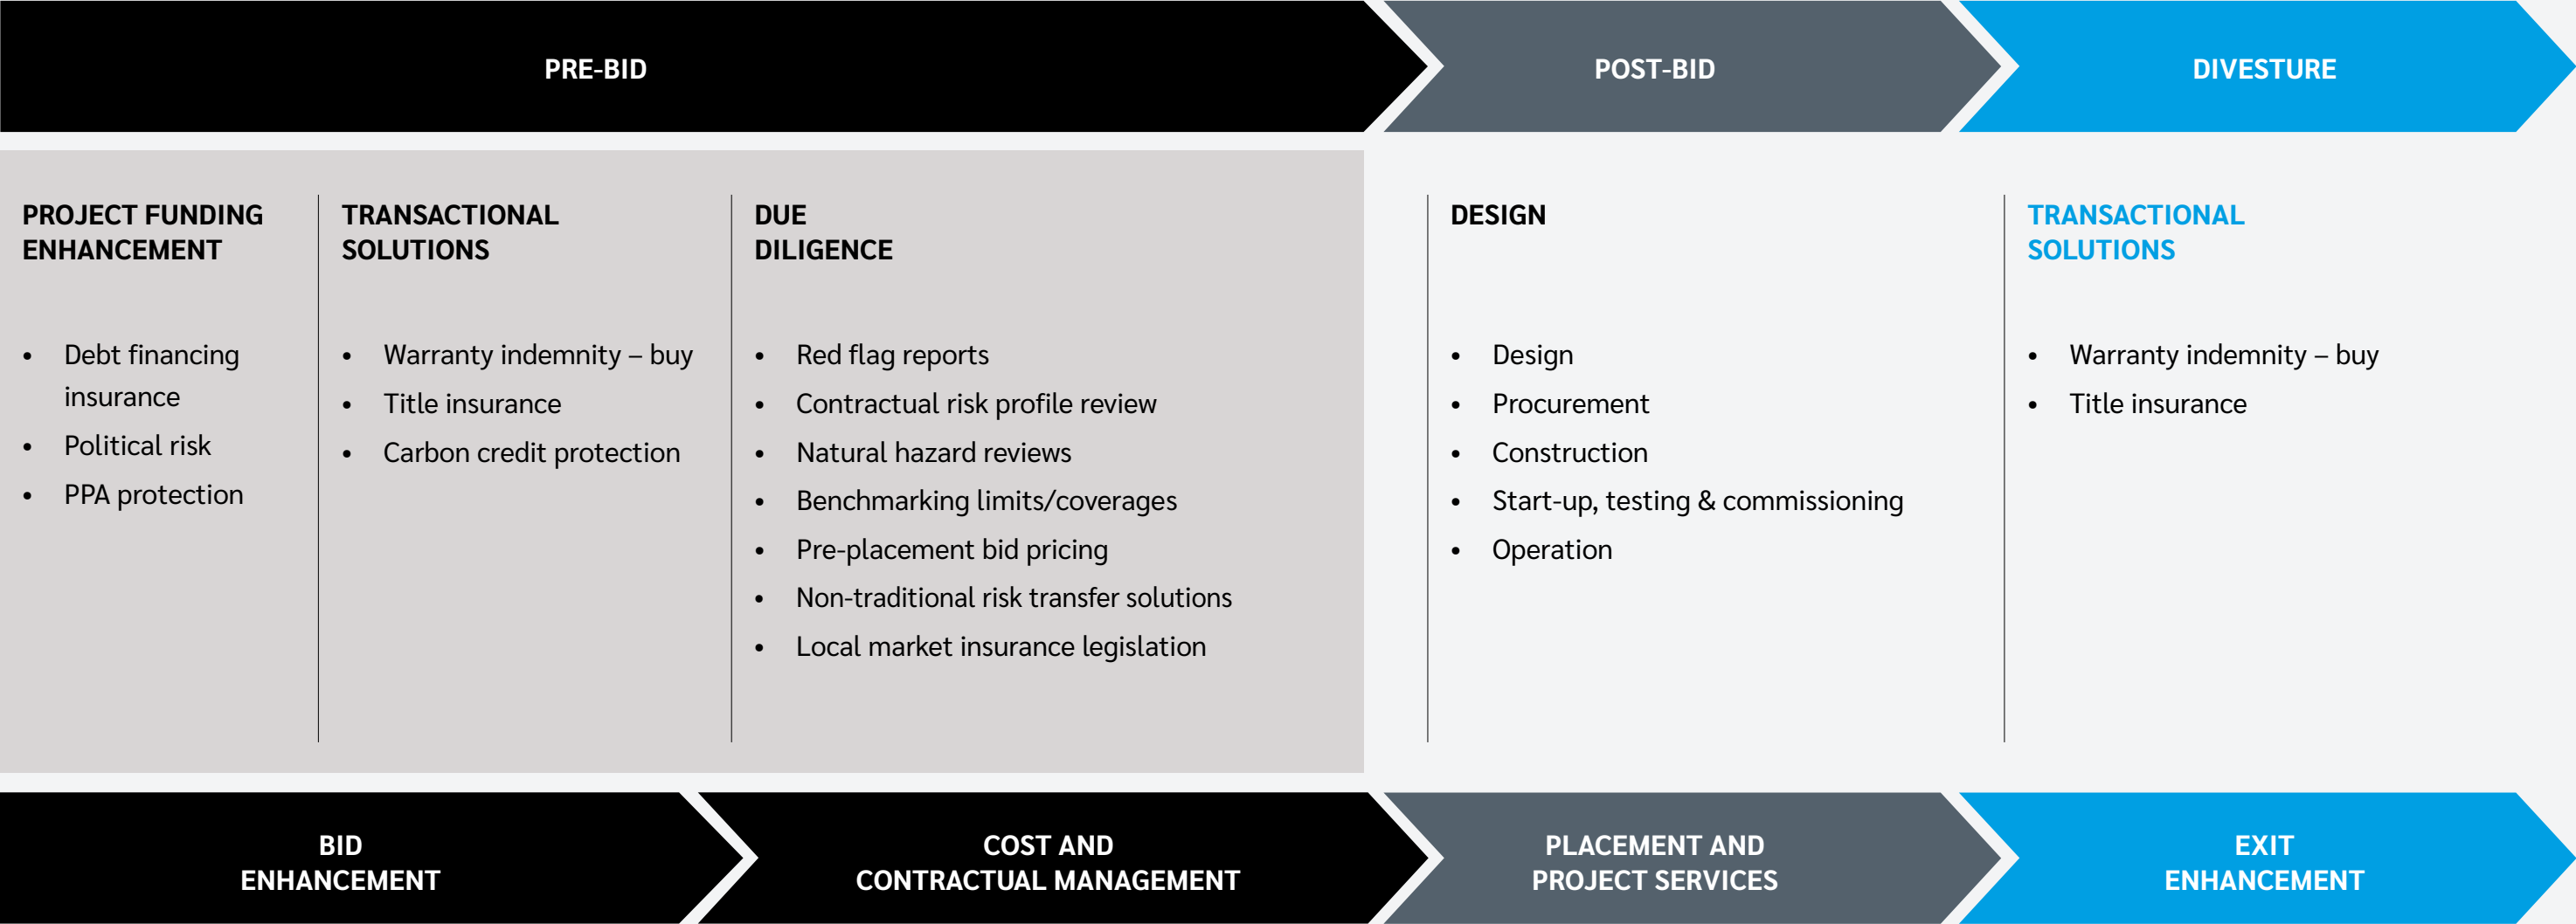 PRE-BID
POST-BID
DIVESTURE
PROJECT FUNDING
ENHANCEMENT
• Debt financing
insurance
• Political risk
• PPA protection
TRANSACTIONAL
SOLUTIONS
• Warranty indemnity – buy
• Title insurance
• Carbon credit protection
DUE
DILIGENCE
• Red flag reports
• Contractual risk profile review
• Natural hazard reviews
• Benchmarking limits/coverages
• Pre-placement bid pricing
• Non-traditional risk transfer solutions
• Local market insurance legislation
DESIGN
• Design
• Procurement
• Construction
• Start-up, testing & commissioning
• Operation
TRANSACTIONAL
SOLUTIONS
• Warranty indemnity – buy
• Title insurance
BID
ENHANCEMENT
COST AND
CONTRACTUAL MANAGEMENT
PLACEMENT AND
PROJECT SERVICES
EXIT
ENHANCEMENT